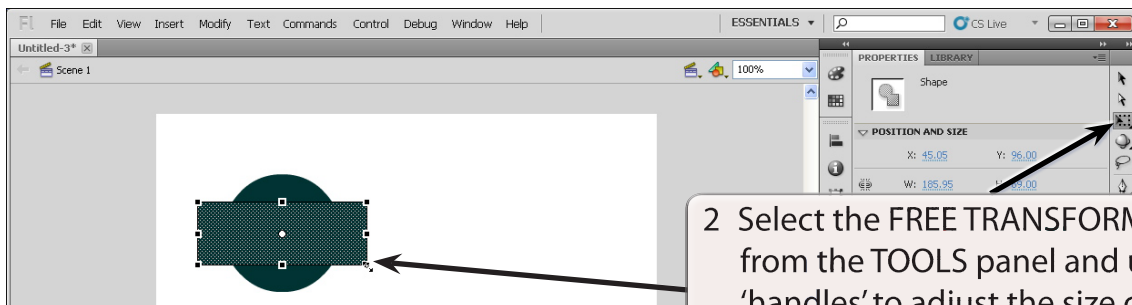 Fl File Edit View Insert Modify Text Commands Control Debug Window Help ESSENTIALS CS Live
Untitled-3*
PROPERTIES LIBRARY
Scene 1
100%
Shape
POSITION AND SIZE
X: 45.05 Y: 96.00
W: 185.95
2 Select the FREE TRANSFORM
from the TOOLS panel and
'handles' to adjust the size